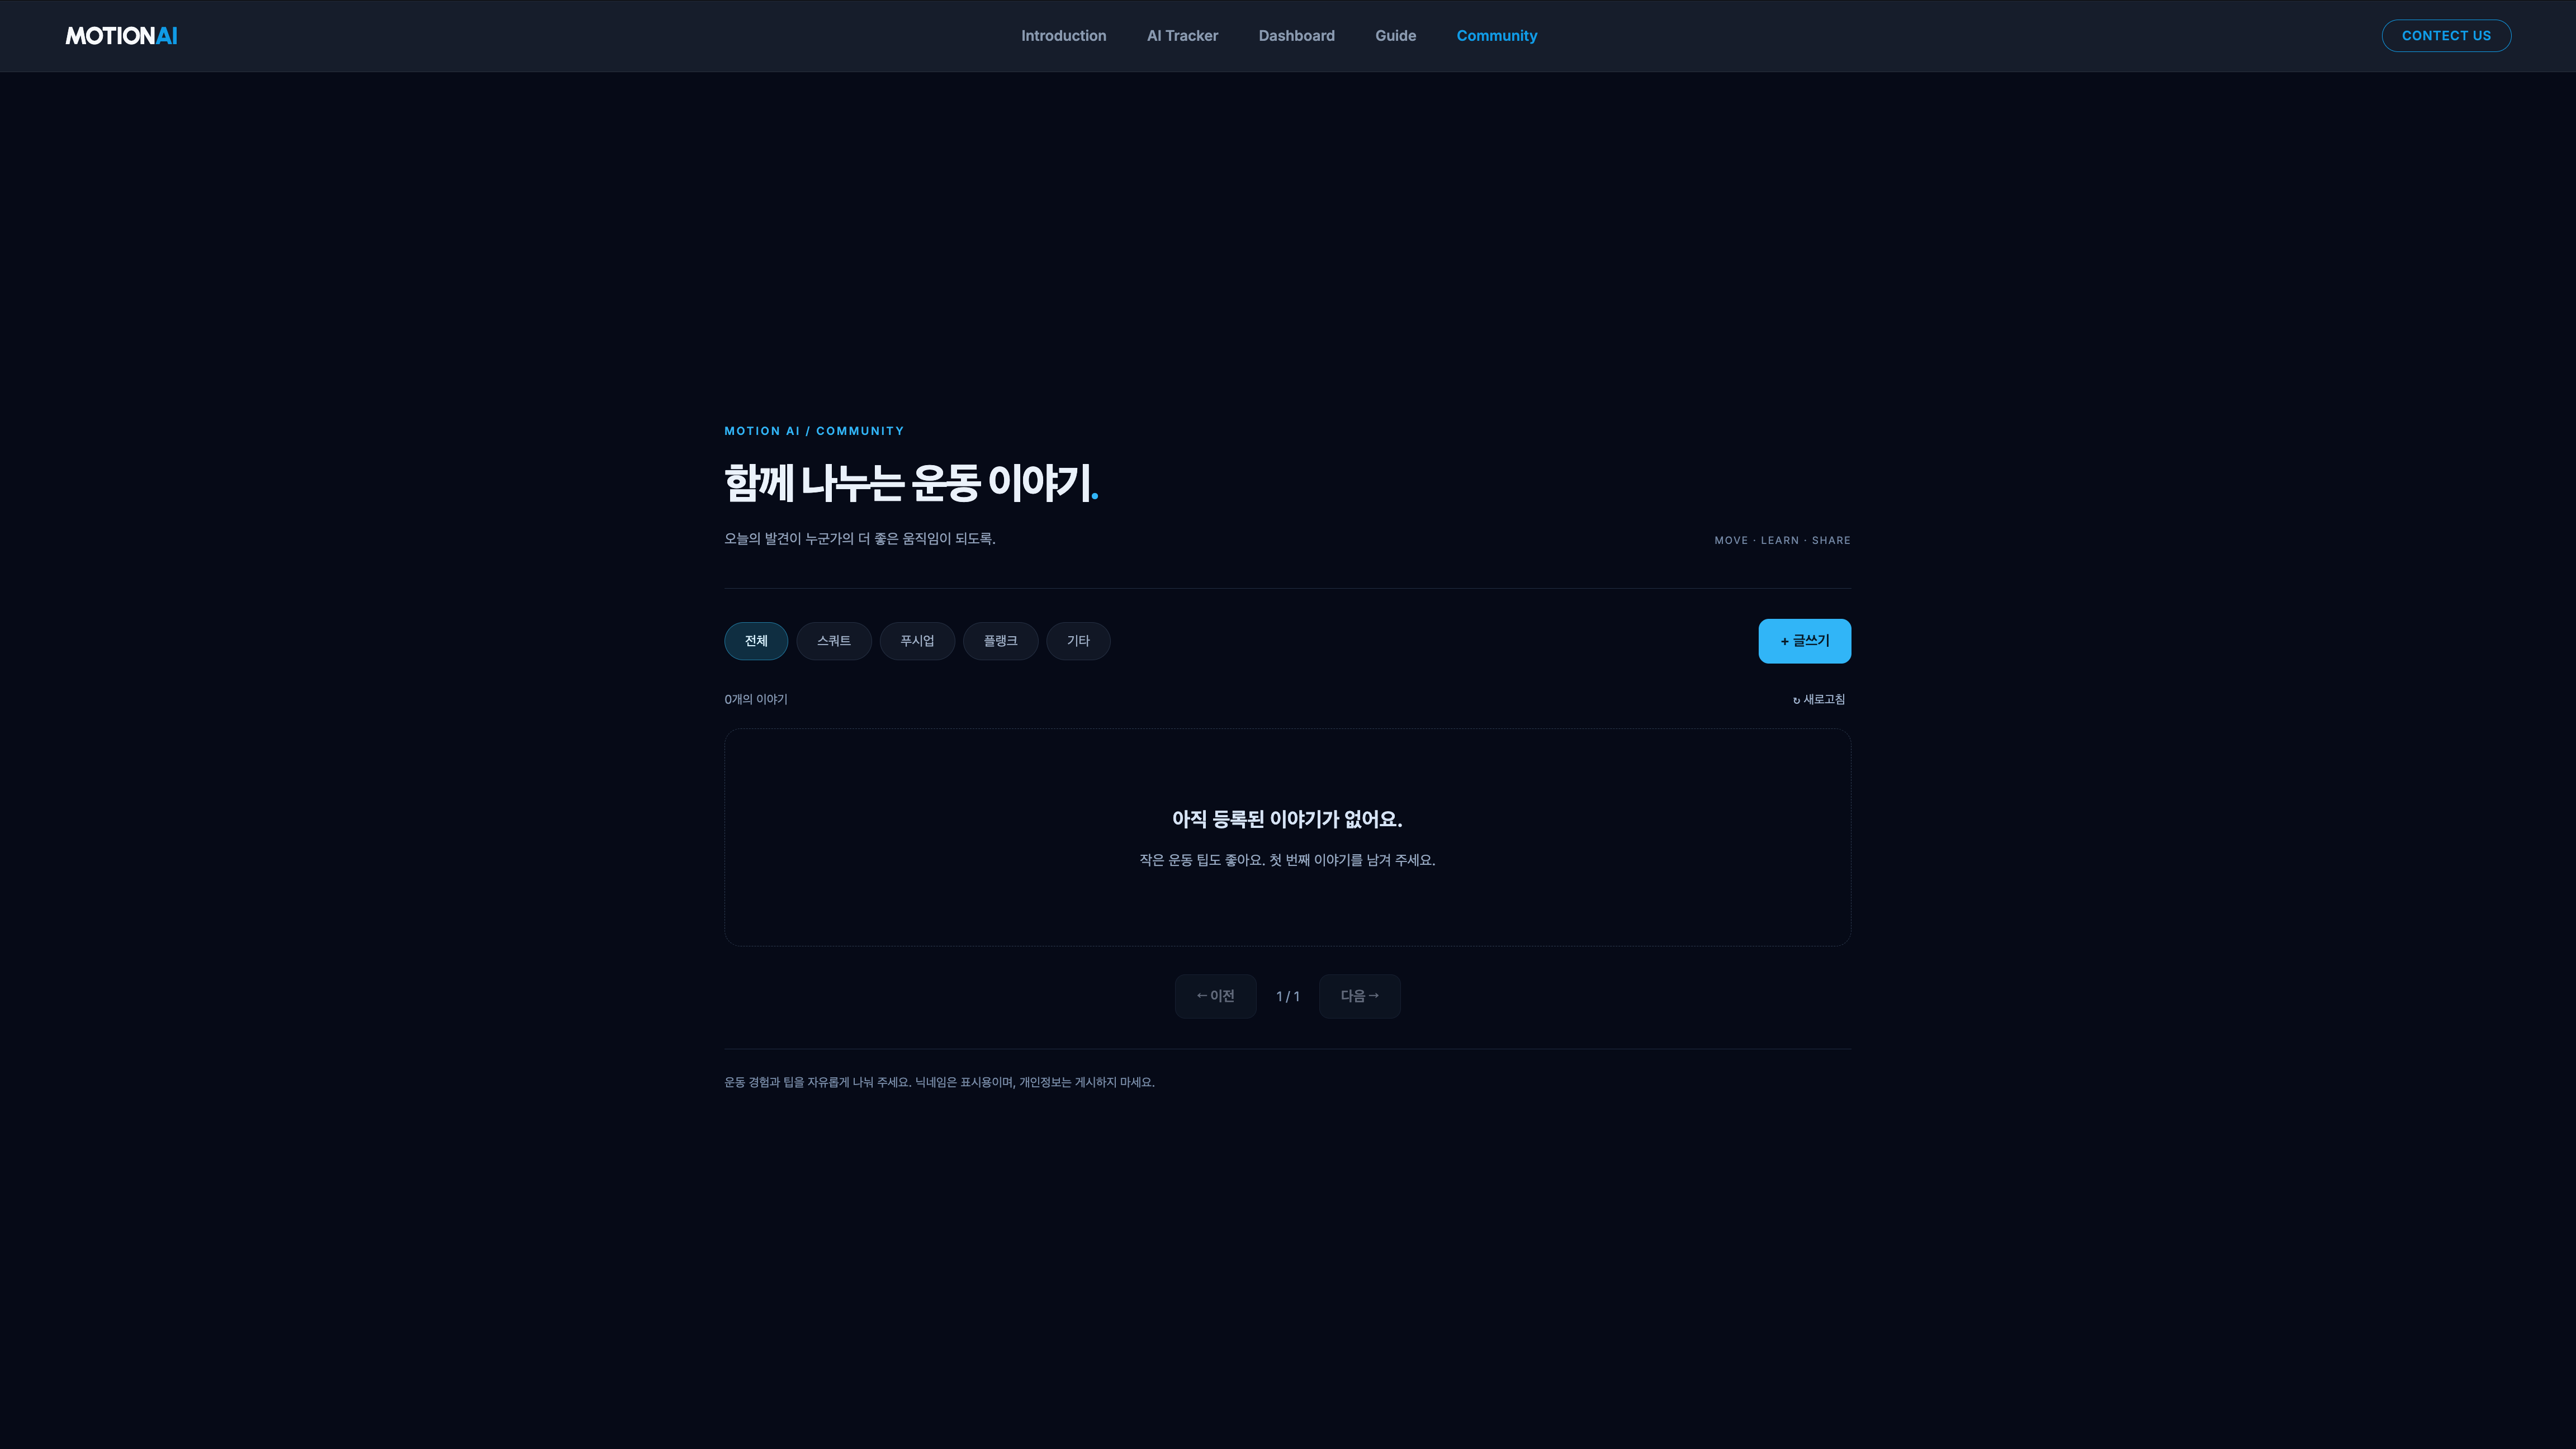 MOTIONAI
Introduction AI Tracker Dashboard Guide Community
CONTECT US
MOTION AI / COMMUNITY
함께 나누는 운동 이야기.
오늘의 발견이 누군가의 더 좋은 움직임이 되도록.
MOVE · LEARN · SHARE
전체 스쿼트 푸시업 플랭크 기타
+ 글쓰기
0개의 이야기
↻ 새로고침
아직 등록된 이야기가 없어요.
작은 운동 팁도 좋아요. 첫 번째 이야기를 남겨 주세요.
← 이전 1 / 1 다음 →
운동 경험과 팁을 자유롭게 나눠 주세요. 닉네임은 표시용이며, 개인정보는 게시하지 마세요.